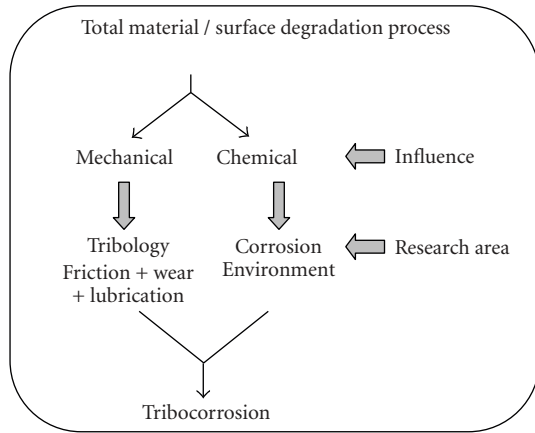 Total material / surface degradation process
Mechanical Chemical Influence
Tribology Corrosion Research area
Friction + wear Environment
+ lubrication
Tribocorrosion